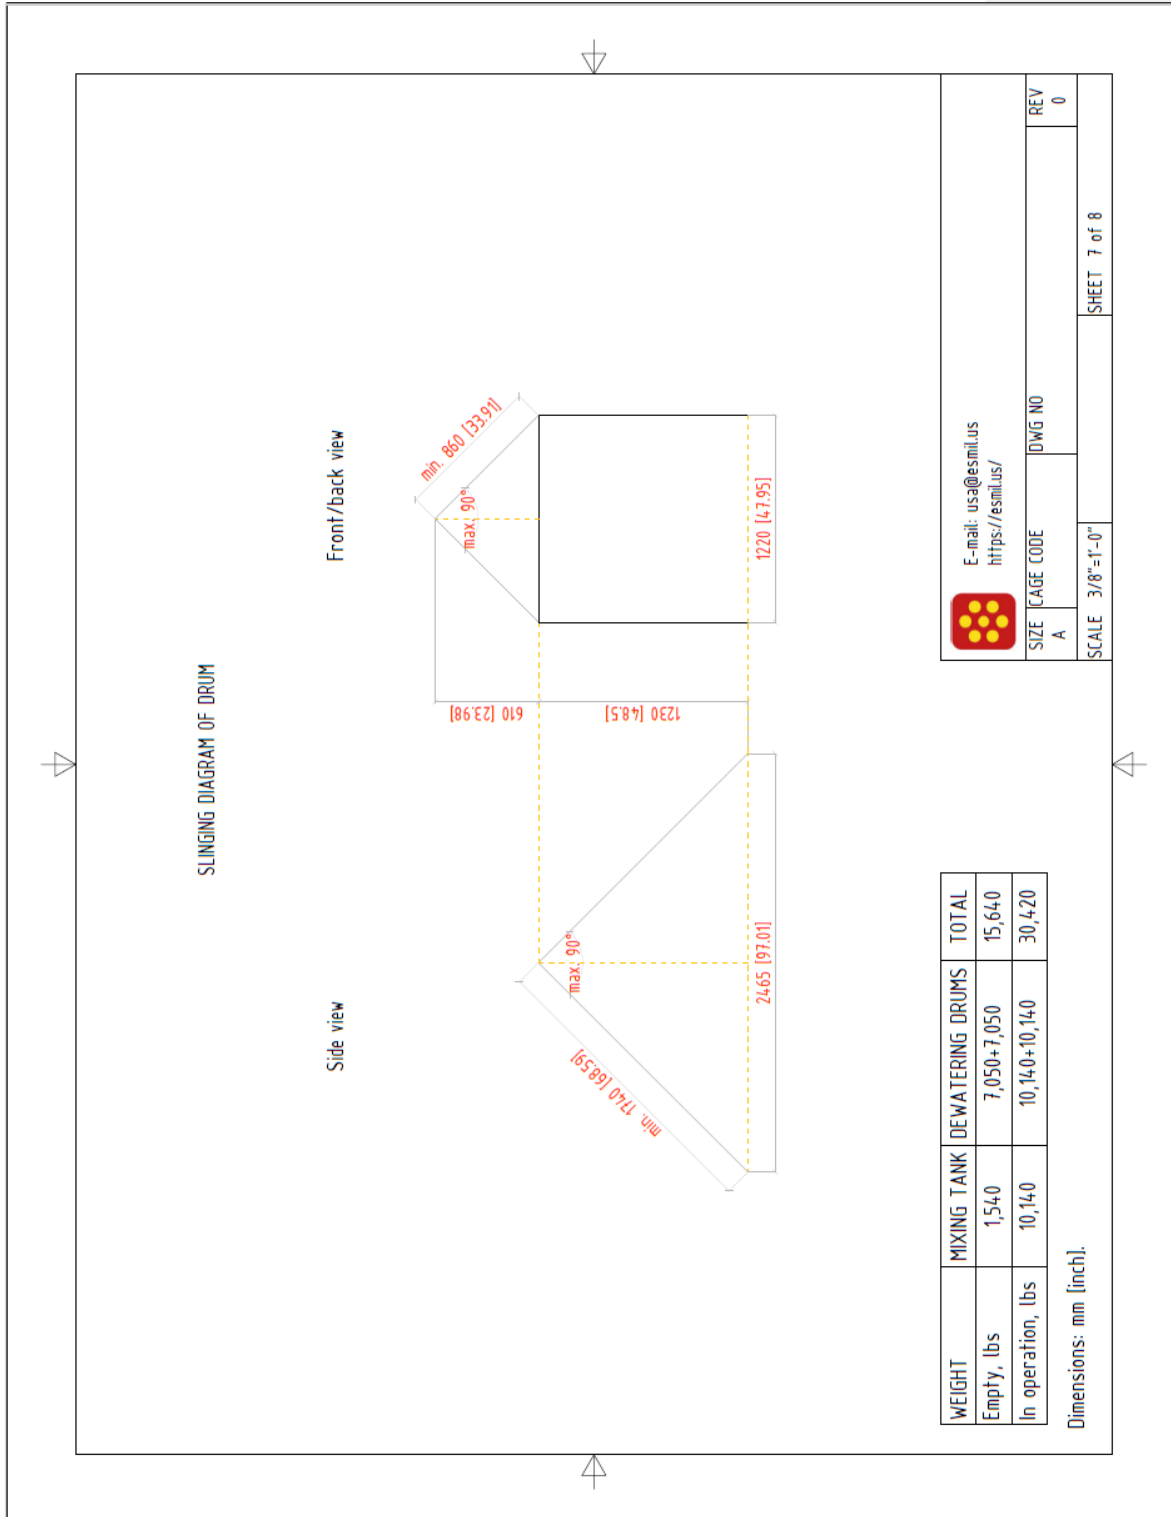 SLINGING DIAGRAM OF DRUM
Side view
Front/back view
min. 1740 [68.59]
max. 90°
2465 [97.01]
610 [23.98]
1230 [48.5]
min. 860 [33.91]
max. 90°
1220 [47.95]
WEIGHT MIXING TANK DEWATERING DRUMS TOTAL
Empty, lbs 1,540 7,050+7,050 15,640
In operation, lbs 10,140 10,140+10,140 30,420
Dimensions: mm [inch].
E-mail: usa@esmil.us
https://esmil.us/
SIZE CAGE CODE DWG NO REV
A 0
SCALE 3/8"=1'-0" SHEET 7 of 8